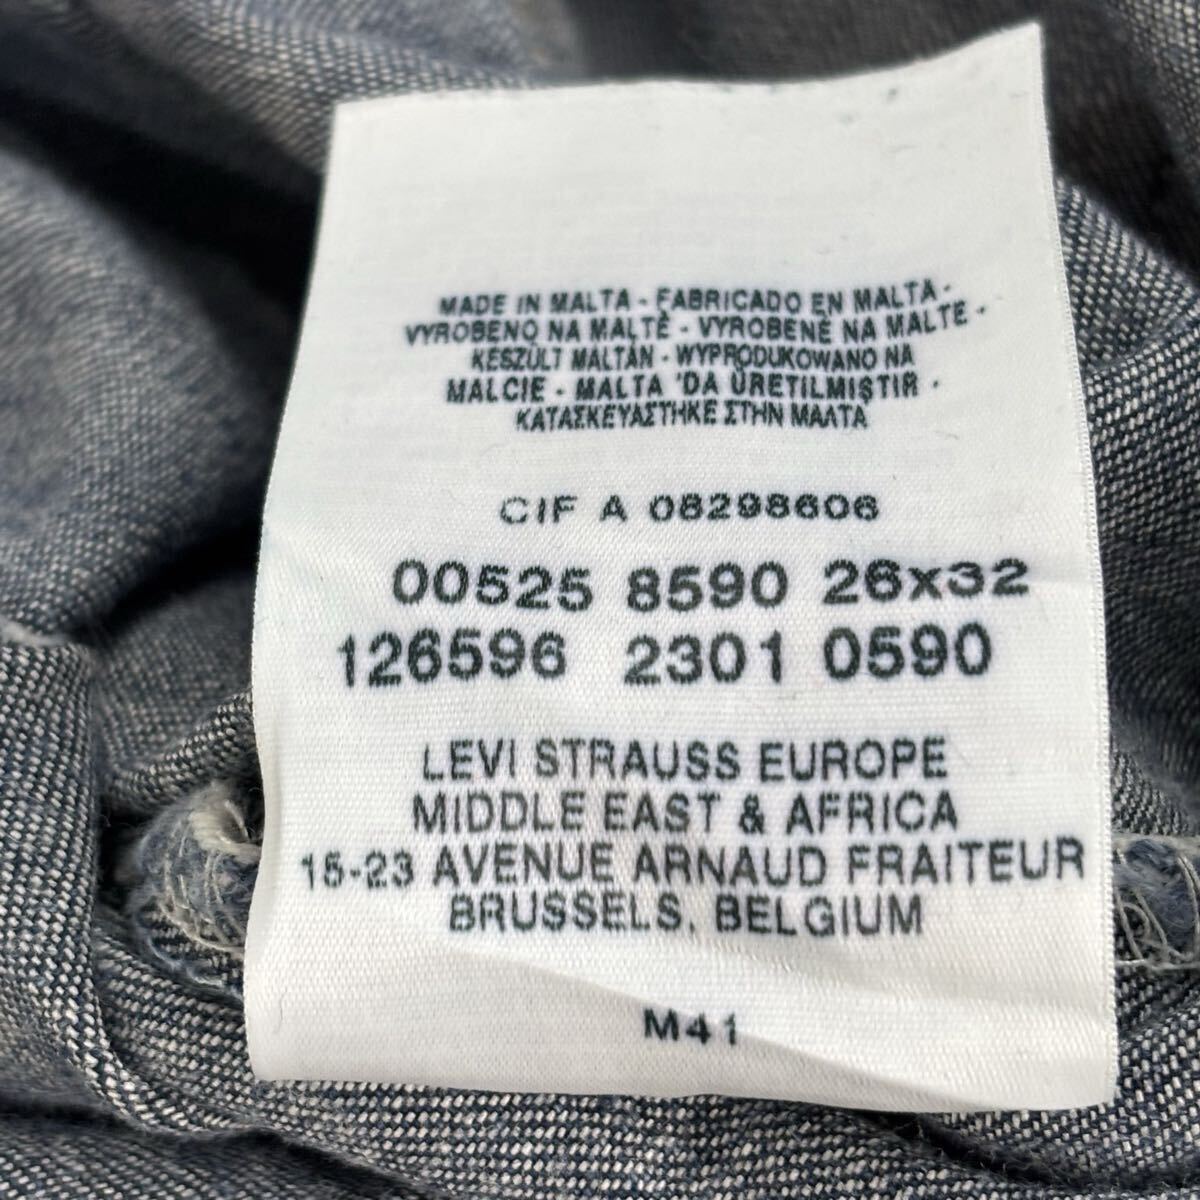 MADE IN MALTA - FABRICADO EN MALTA -
VYROBENO NA MALTĚ - VYROBENÉ NA MALTE -
KÉSZÜLT MÁLTÁN - WYPRODUKOWANO NA
MALCIE - MALTA 'DA ÜRETILMIŞTIR -
ΚΑΤΑΣΚΕΥΑΣΤΗΚΕ ΣΤΗΝ ΜΑΛΤΑ
CIF A 08298606
00525 8590 26x32
126596 2301 0590
LEVI STRAUSS EUROPE
MIDDLE EAST & AFRICA
15-23 AVENUE ARNAUD FRAITEUR
BRUSSELS, BELGIUM
M41